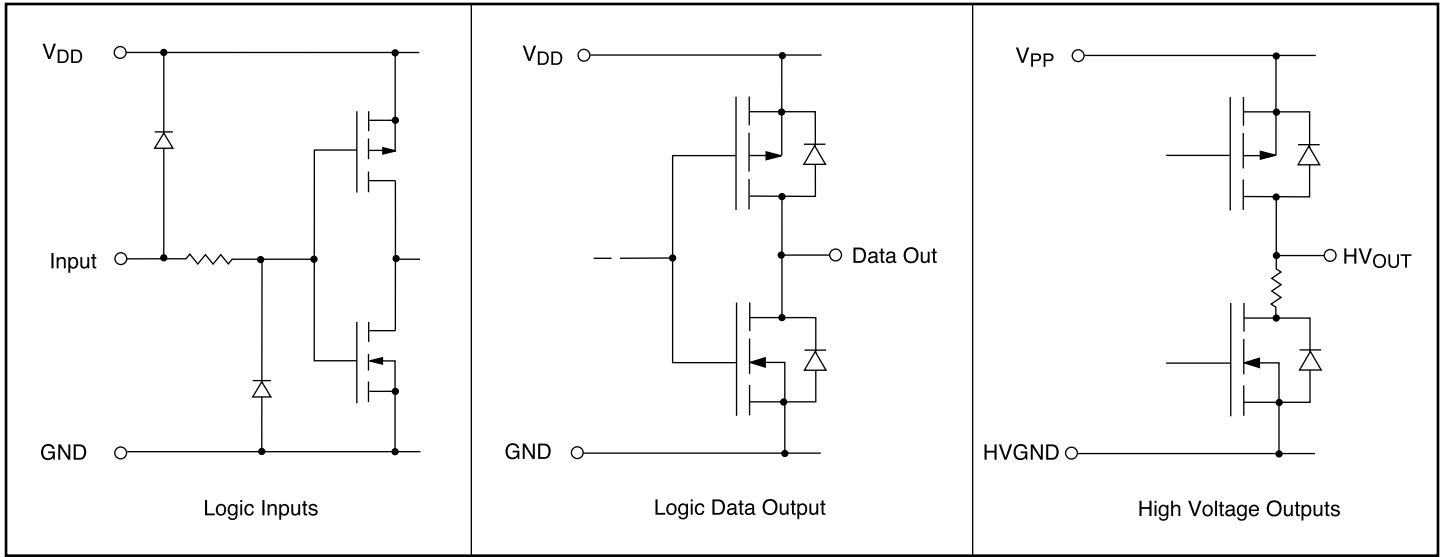 VDD
Input
GND
Logic Inputs
VDD
Data Out
GND
Logic Data Output
VPP
HVOUT
HVGND
High Voltage Outputs